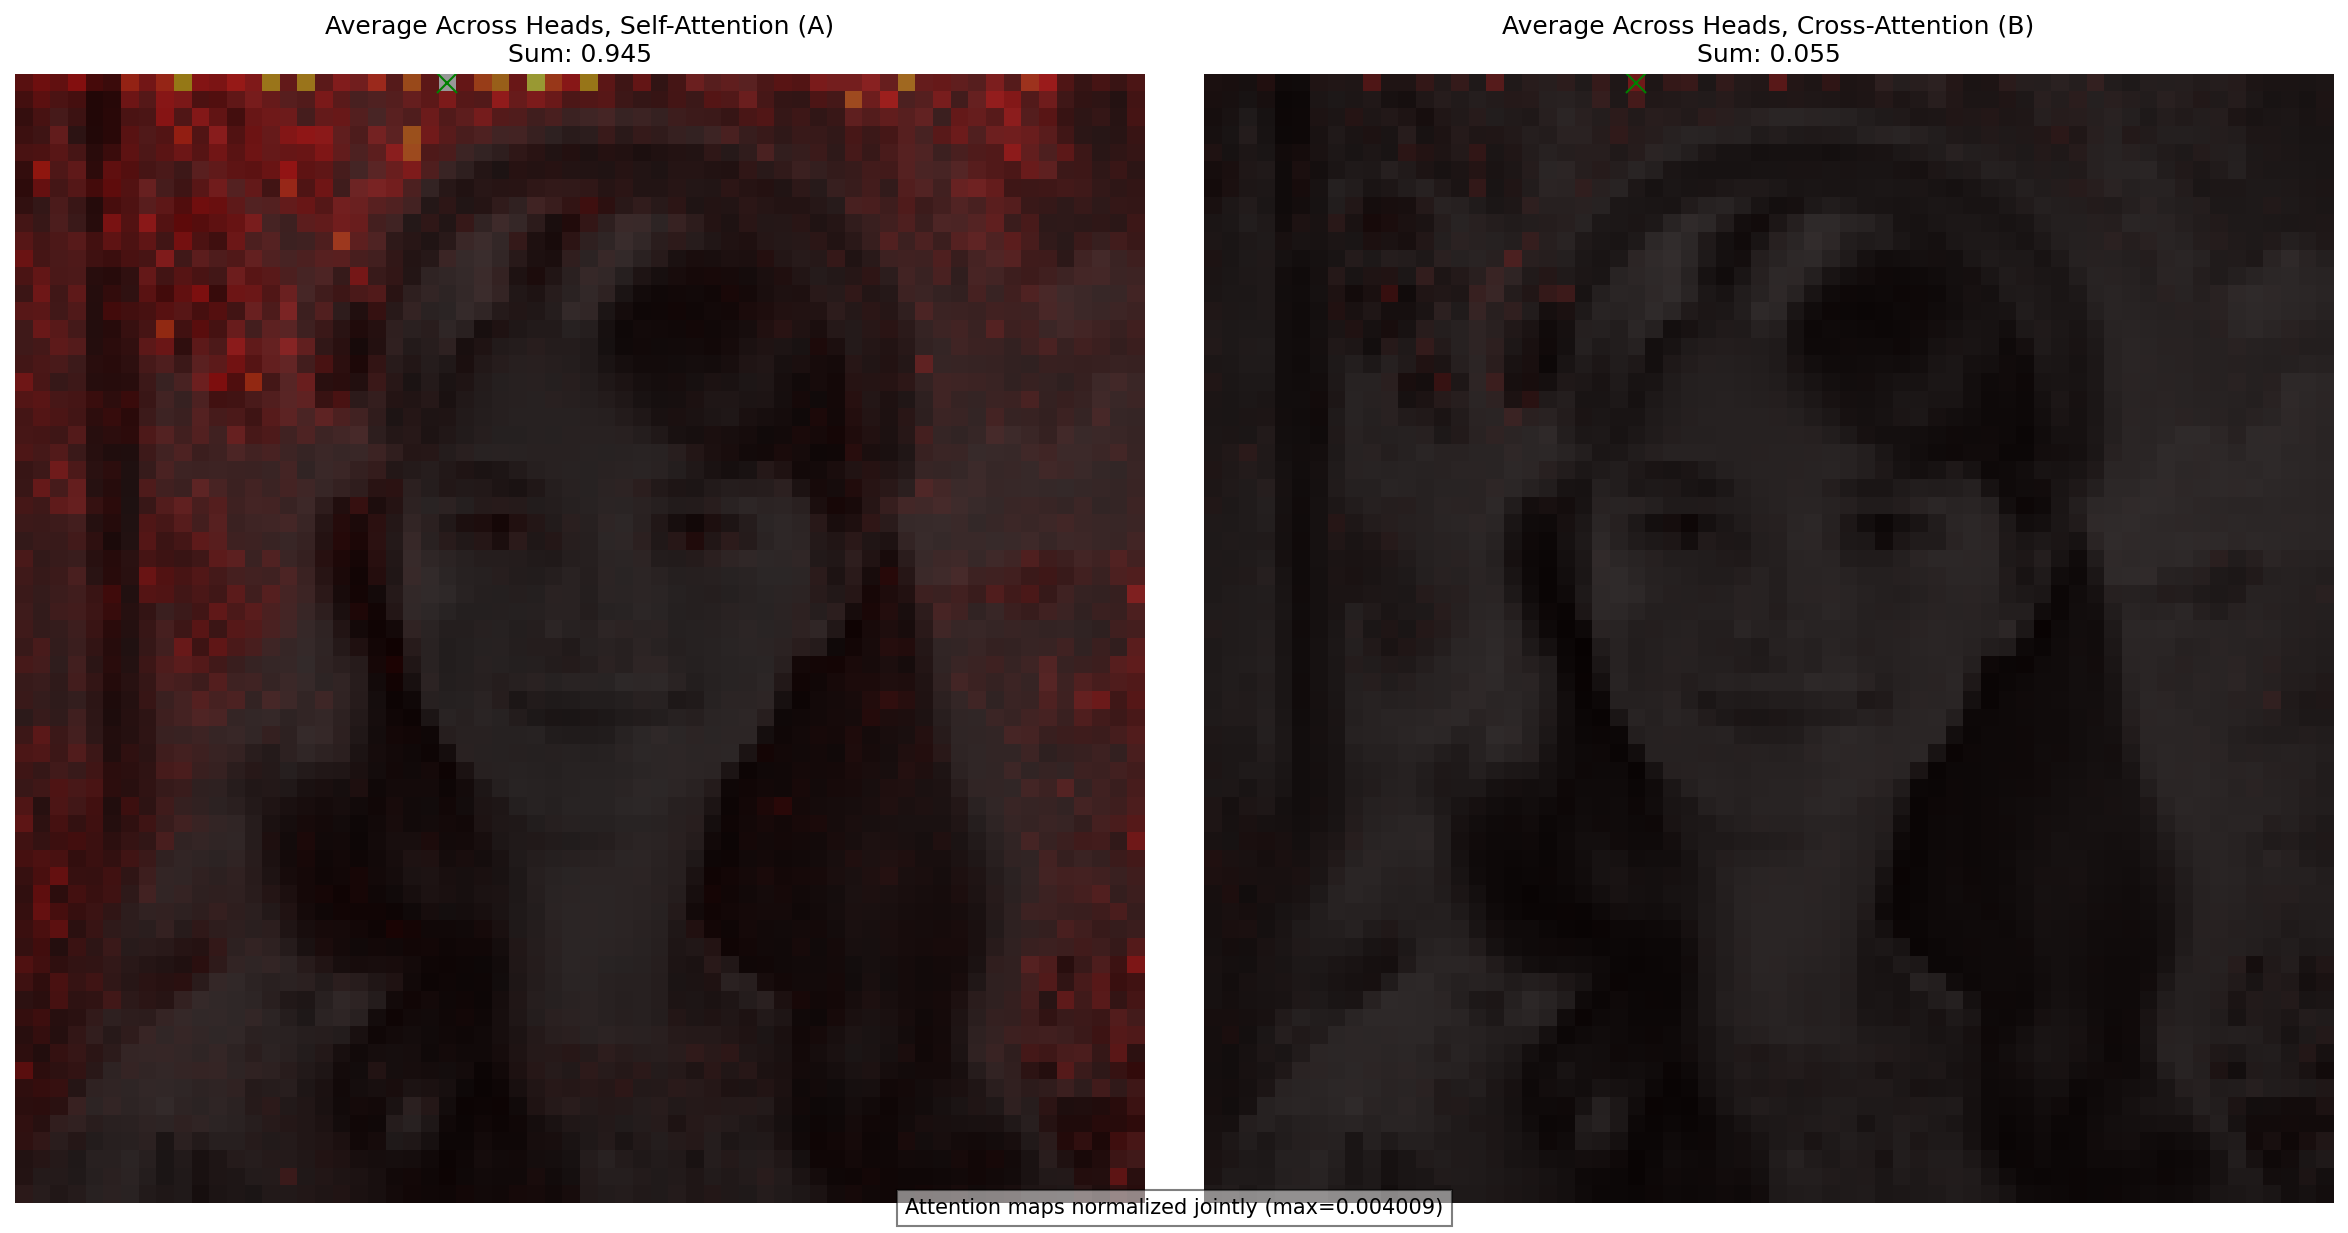 Average Across Heads, Self-Attention (A)
Sum: 0.945
Average Across Heads, Cross-Attention (B)
Sum: 0.055
Attention maps normalized jointly (max=0.004009)